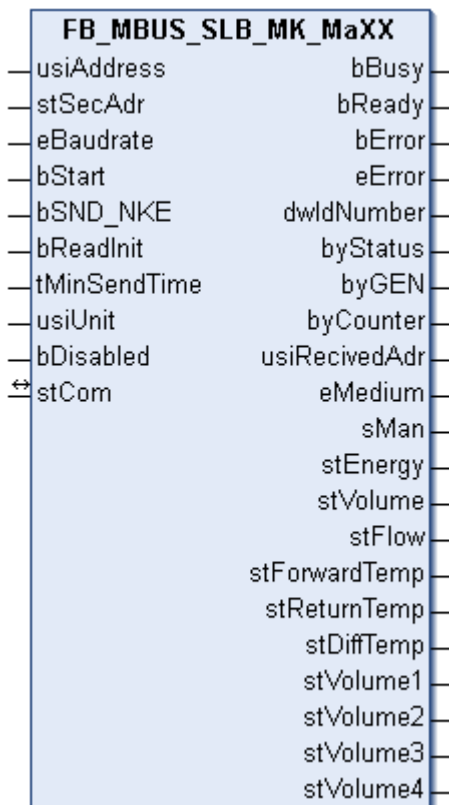 FB_MBUS_SLB_MK_MaXX
usiAddress bBusy
stSecAdr bReady
eBaudrate bError
bStart eError
bSND_NKE dwIdNumber
bReadInit byStatus
tMinSendTime byGEN
usiUnit byCounter
bDisabled usiRecivedAdr
stCom eMedium
sMan
stEnergy
stVolume
stFlow
stForwardTemp
stReturnTemp
stDiffTemp
stVolume1
stVolume2
stVolume3
stVolume4